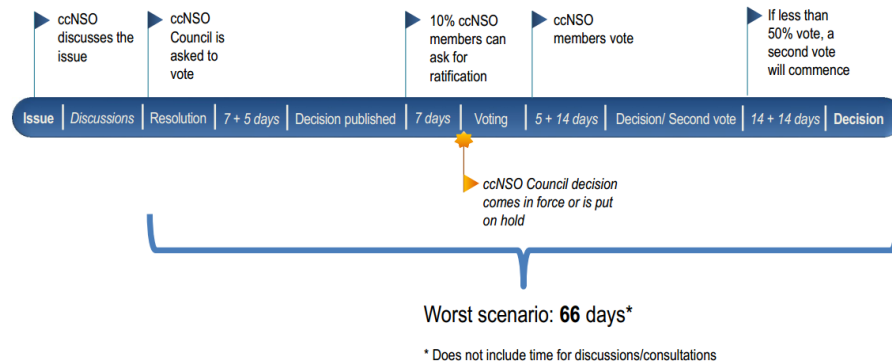 ccNSO
discusses the
issue
ccNSO
Council is
asked to
vote
10% ccNSO
members can
ask for
ratification
ccNSO
members vote
If less than
50% vote, a
second vote
will commence
Issue | Discussions | Resolution | 7 + 5 days | Decision published | 7 days | Voting | 5 + 14 days | Decision/ Second vote | 14 + 14 days | Decision
ccNSO Council decision
comes in force or is put
on hold
Worst scenario: 66 days*
* Does not include time for discussions/consultations